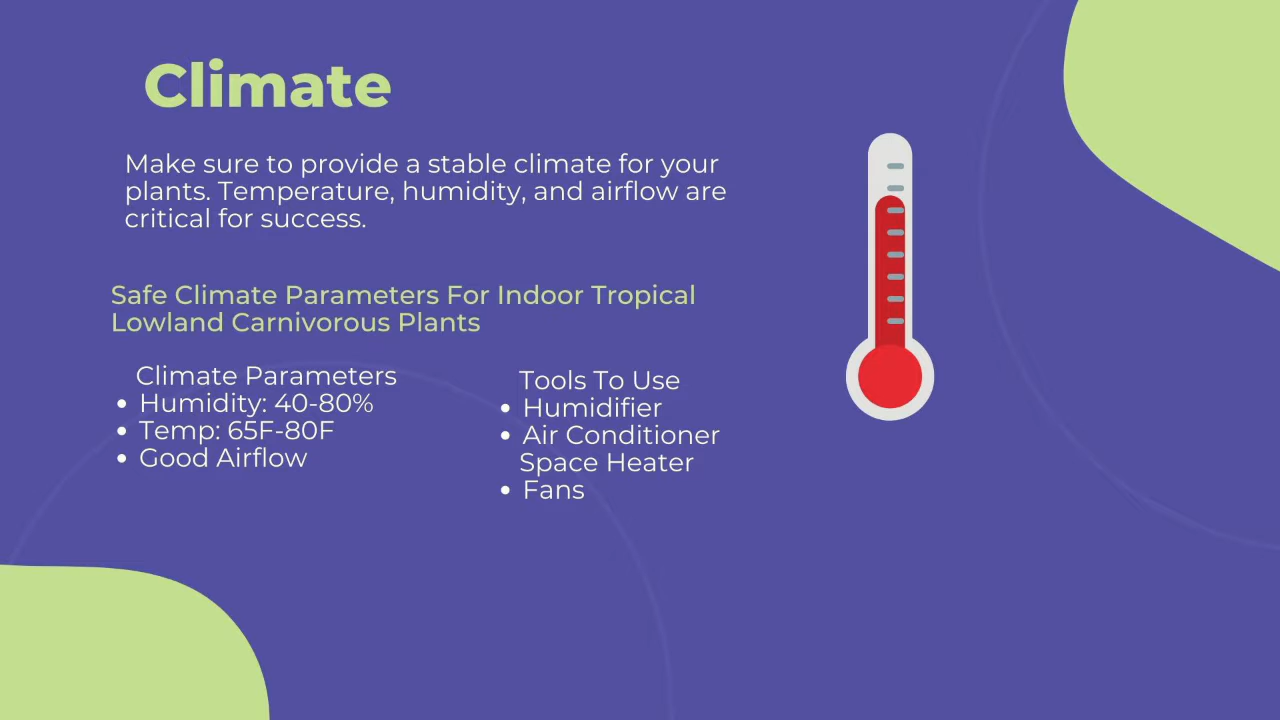 Climate
Make sure to provide a stable climate for your
plants. Temperature, humidity, and airflow are
critical for success.
Safe Climate Parameters For Indoor Tropical
Lowland Carnivorous Plants
Climate Parameters
• Humidity: 40-80%
• Temp: 65F-80F
• Good Airflow
Tools To Use
• Humidifier
• Air Conditioner
Space Heater
• Fans